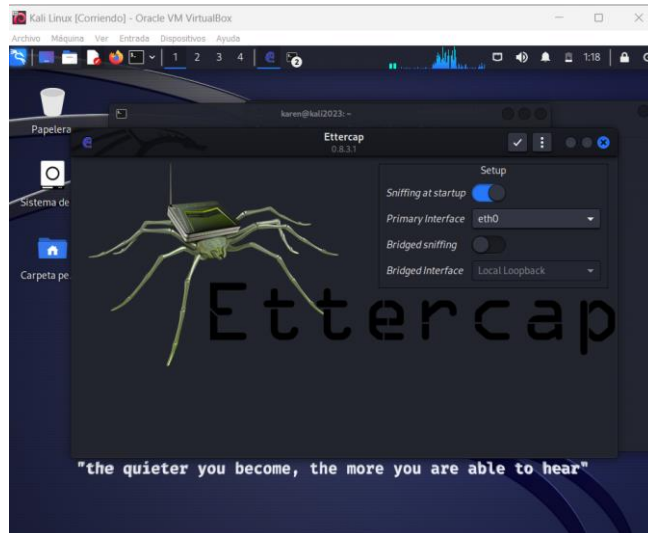 Kali Linux [Corriendo] - Oracle VM VirtualBox
Archivo Máquina Ver Entrada Dispositivos Ayuda
1 2 3 4 2 1:18
karen@kali2023: ~
Papelera
Ettercap
0.8.3.1
Setup
Sniffing at startup
Sistema de
Primary Interface eth0
Bridged sniffing
Carpeta pe
Bridged Interface Local Loopback
Ettercap
"the quieter you become, the more you are able to hear"